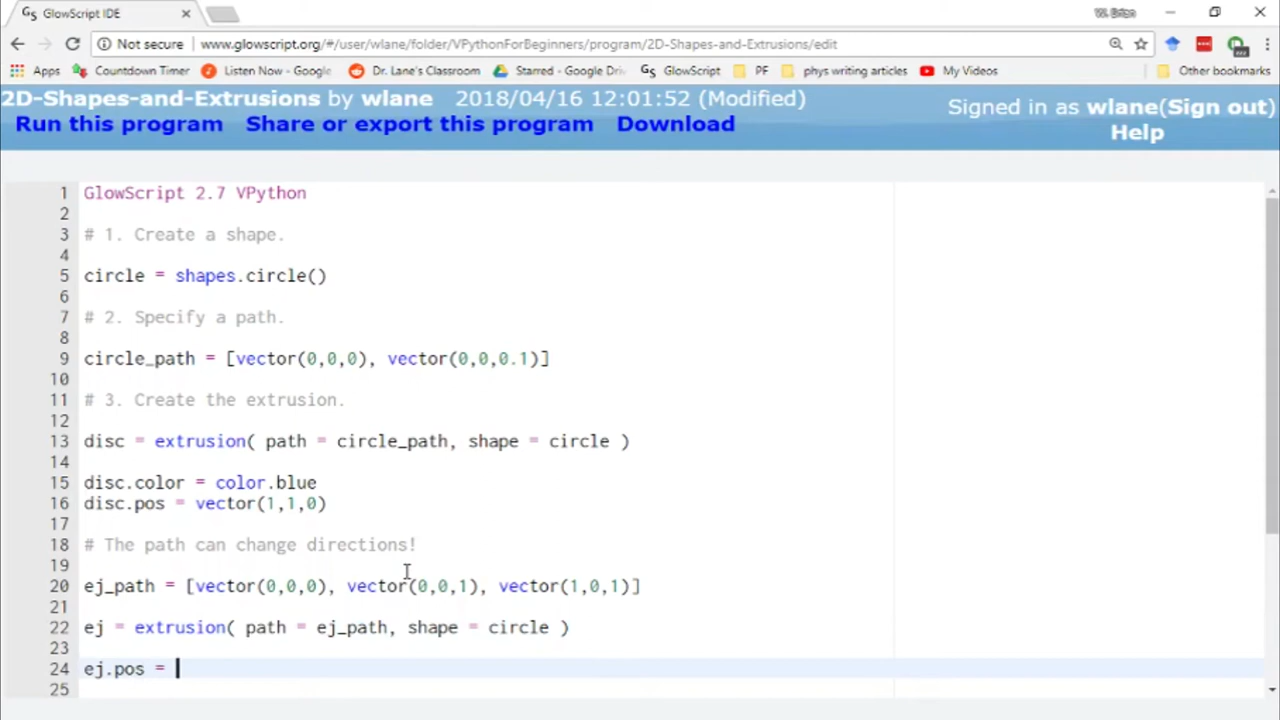 GlowScript IDE
W. Brian
Not secure www.glowscript.org/#/user/wlane/folder/VPythonForBeginners/program/2D-Shapes-and-Extrusions/edit
Apps Countdown Timer Listen Now - Google Dr. Lane's Classroom Starred - Google Driv GlowScript PF phys writing articles My Videos Other bookmarks
2D-Shapes-and-Extrusions by wlane 2018/04/16 12:01:52 (Modified)
Signed in as wlane(Sign out)
Run this program Share or export this program Download
Help
1 GlowScript 2.7 VPython
2
3 # 1. Create a shape.
4
5 circle = shapes.circle()
6
7 # 2. Specify a path.
8
9 circle_path = [vector(0,0,0), vector(0,0,0.1)]
10
11 # 3. Create the extrusion.
12
13 disc = extrusion( path = circle_path, shape = circle )
14
15 disc.color = color.blue
16 disc.pos = vector(1,1,0)
17
18 # The path can change directions!
19
20 ej_path = [vector(0,0,0), vector(0,0,1), vector(1,0,1)]
21
22 ej = extrusion( path = ej_path, shape = circle )
23
24 ej.pos =
25